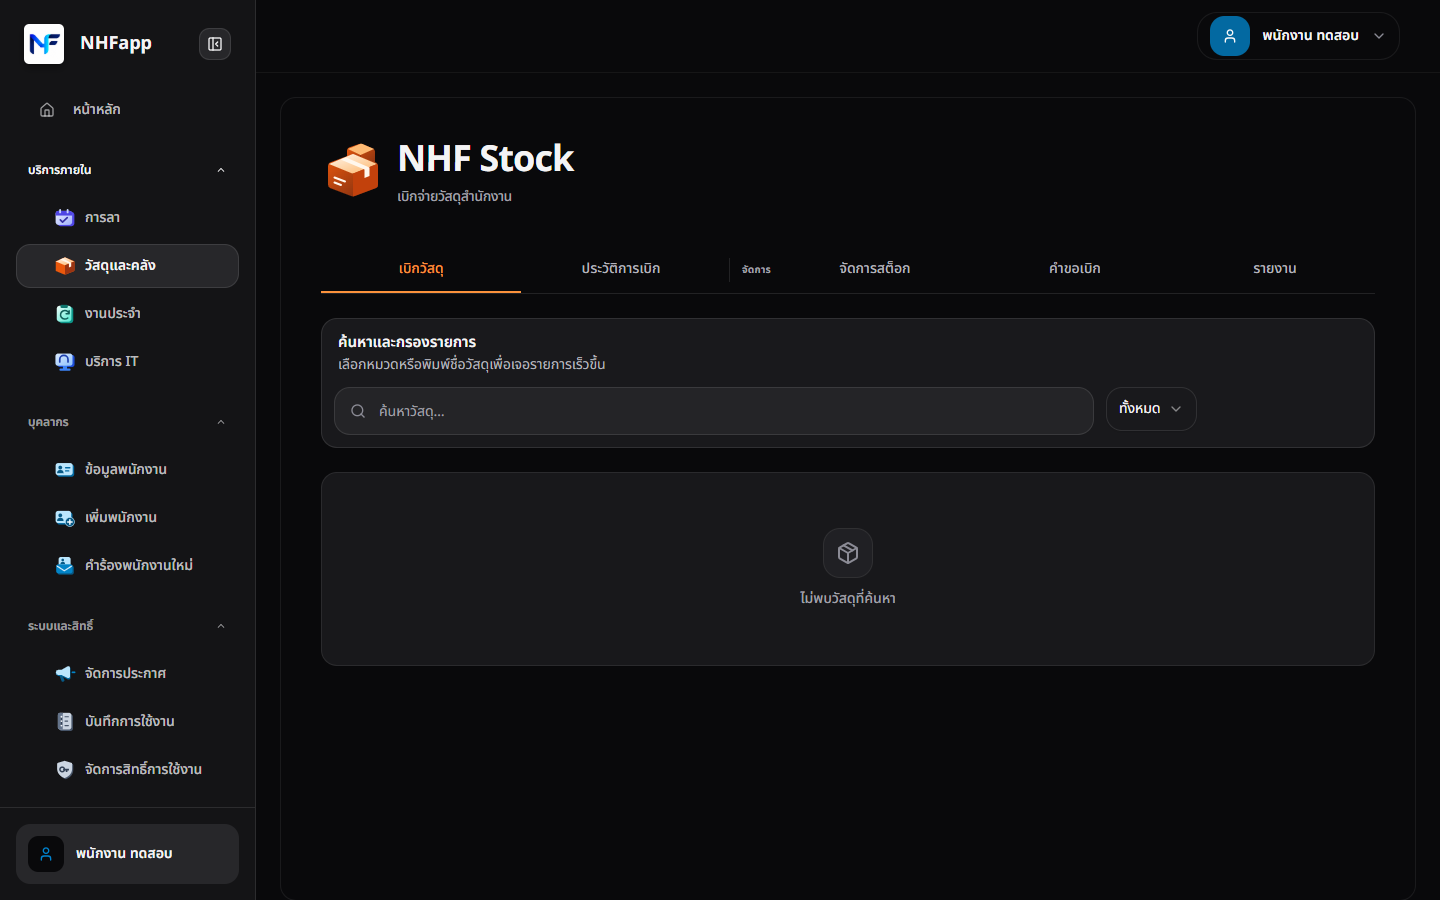 NHFapp
หน้าหลัก
บริการภายใน
การลา
วัสดุและคลัง
งานประจำ
บริการ IT
บุคลากร
ข้อมูลพนักงาน
เพิ่มพนักงาน
คำร้องพนักงานใหม่
ระบบและสิทธิ์
จัดการประกาศ
บันทึกการใช้งาน
จัดการสิทธิ์การใช้งาน
พนักงาน ทดสอบ
พนักงาน ทดสอบ
NHF Stock
เบิกจ่ายวัสดุสำนักงาน
เบิกวัสดุ ประวัติการเบิก จัดการ จัดการสต็อก คำขอเบิก รายงาน
ค้นหาและกรองรายการ
เลือกหมวดหรือพิมพ์ชื่อวัสดุเพื่อเจอรายการเร็วขึ้น
ค้นหาวัสดุ... ทั้งหมด
ไม่พบวัสดุที่ค้นหา